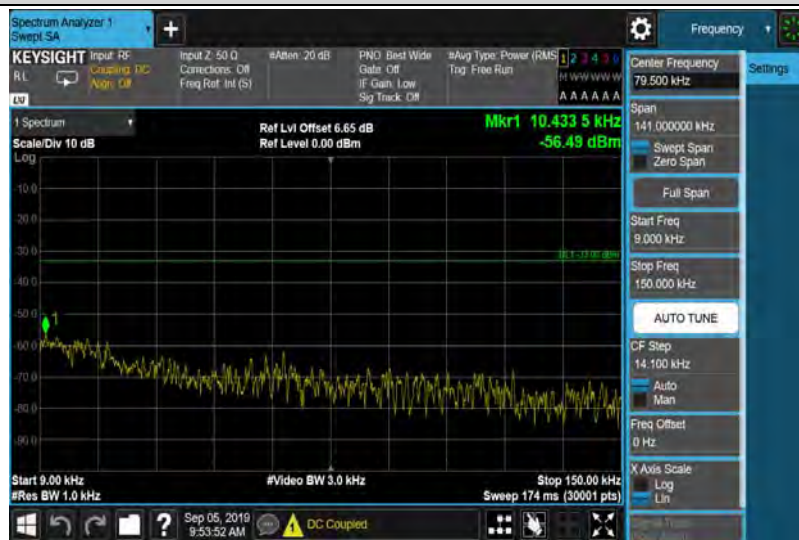 Spectrum Analyzer 1
Swept SA
+
Frequency
KEYSIGHT
Input: RF
Coupling: DC
Align: Off
Input Z: 50 Ω
Corrections: Off
Freq Ref: Int (S)
#Atten: 20 dB
PNO: Best Wide
Gate: Off
IF Gain: Low
Sig Track: Off
#Avg Type: Power (RMS
Trig: Free Run
1 2 3 4 5 6
M W W W W W
A A A A A A
RL
LXI
1 Spectrum
Scale/Div 10 dB
Log
Ref Lvl Offset 6.65 dB
Ref Level 0.00 dBm
Mkr1 10.433 5 kHz
-56.49 dBm
-10.0
-20.0
-30.0
DL1 -33.00 dBm
-40.0
-50.0
1
-60.0
-70.0
-80.0
-90.0
Start 9.00 kHz
#Res BW 1.0 kHz
#Video BW 3.0 kHz
Stop 150.00 kHz
Sweep 174 ms (30001 pts)
Center Frequency
79.500 kHz
Settings
Span
141.000000 kHz
Swept Span
Zero Span
Full Span
Start Freq
9.000 kHz
Stop Freq
150.000 kHz
AUTO TUNE
CF Step
14.100 kHz
Auto
Man
Freq Offset
0 Hz
X Axis Scale
Log
Lin
?
Sep 05, 2019
9:53:52 AM
DC Coupled